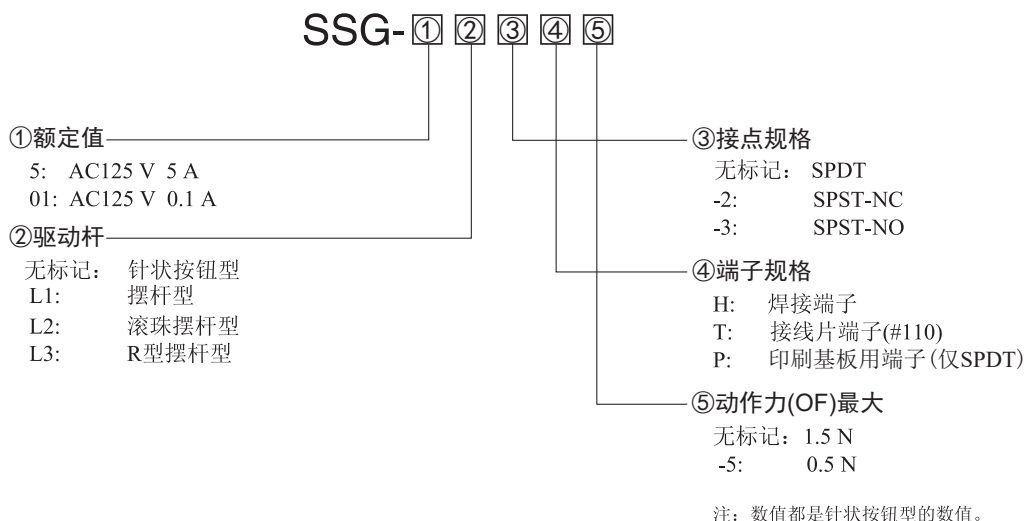 SSG-① ② ③ ④ ⑤
①额定值
5: AC125 V 5 A
01: AC125 V 0.1 A
②驱动杆
无标记： 针状按钮型
L1: 摆杆型
L2: 滚珠摆杆型
L3: R型摆杆型
③接点规格
无标记： SPDT
-2: SPST-NC
-3: SPST-NO
④端子规格
H: 焊接端子
T: 接线片端子(#110)
P: 印刷基板用端子(仅SPDT)
⑤动作力(OF)最大
无标记：1.5 N
-5: 0.5 N
注：数值都是针状按钮型的数值。